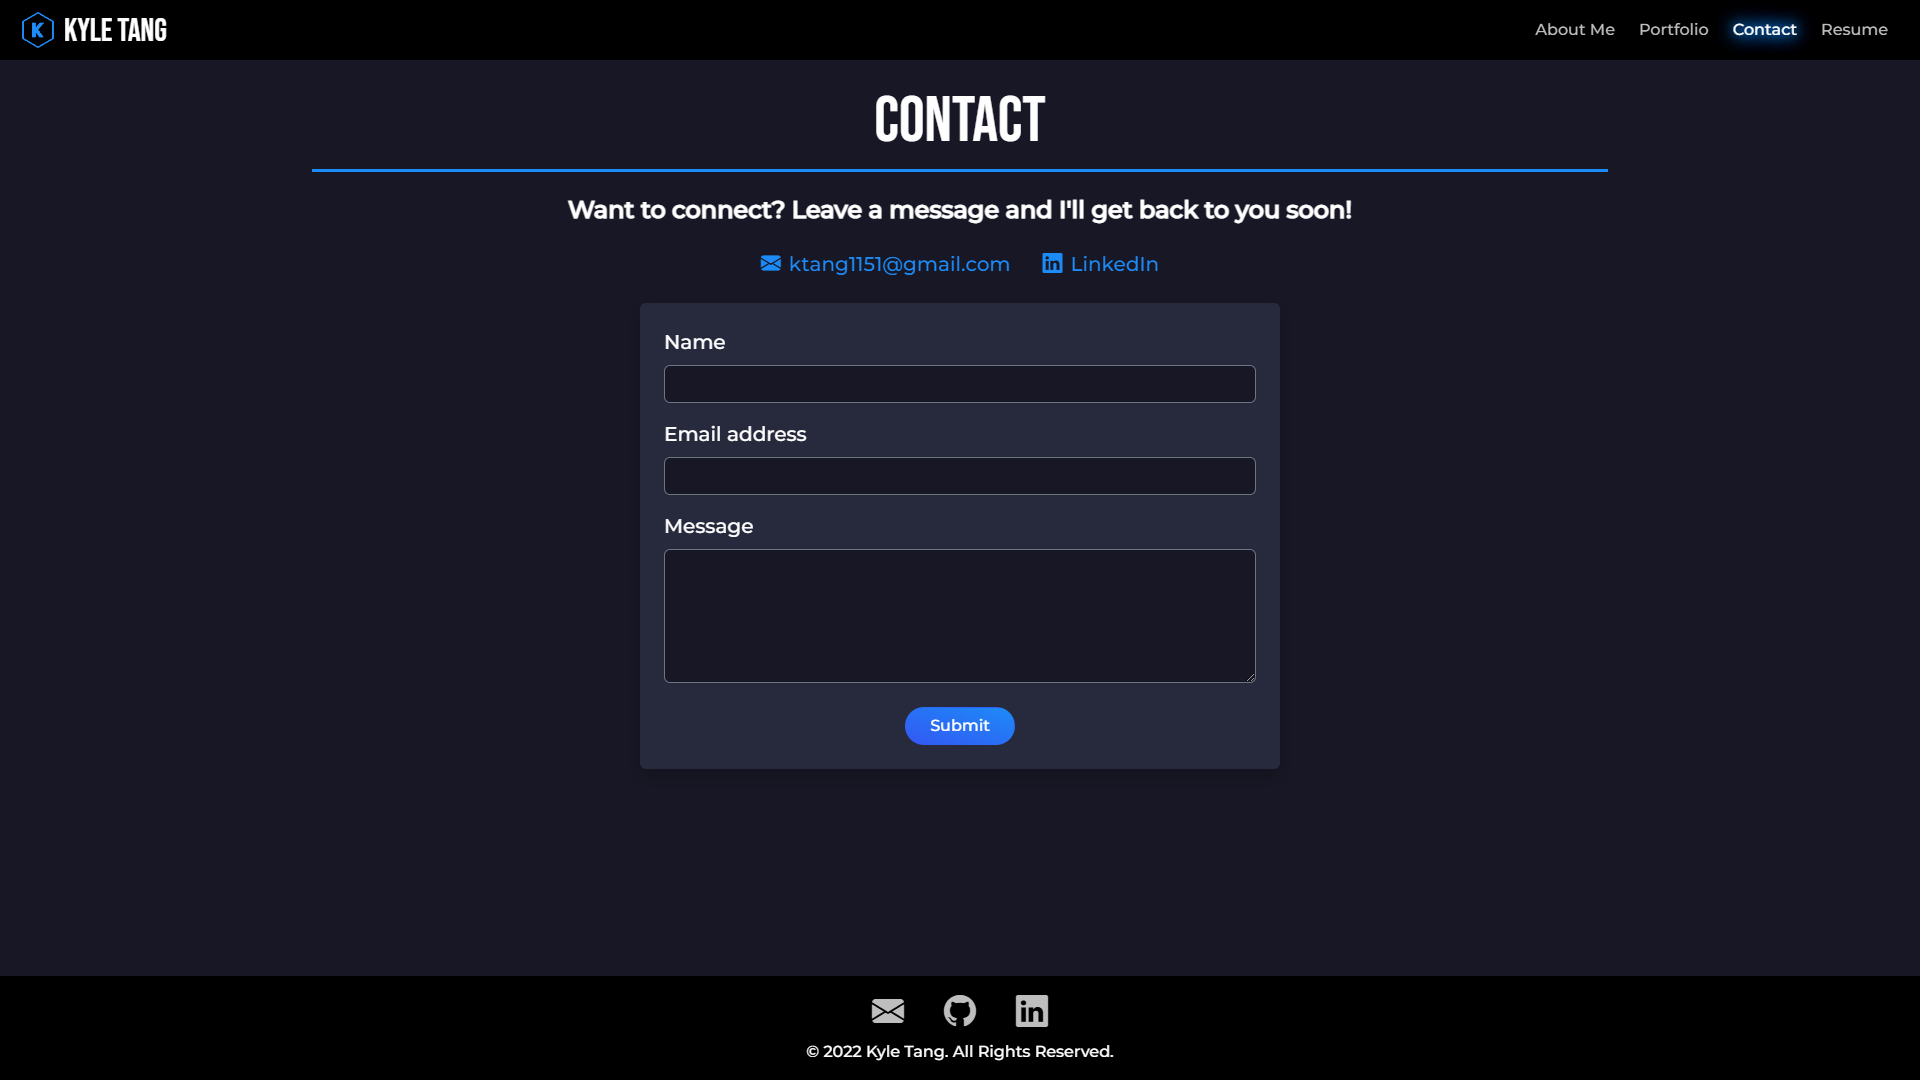 K KYLE TANG
About Me Portfolio Contact Resume
CONTACT
Want to connect? Leave a message and I'll get back to you soon!
ktang1151@gmail.com LinkedIn
Name
Email address
Message
Submit
© 2022 Kyle Tang. All Rights Reserved.